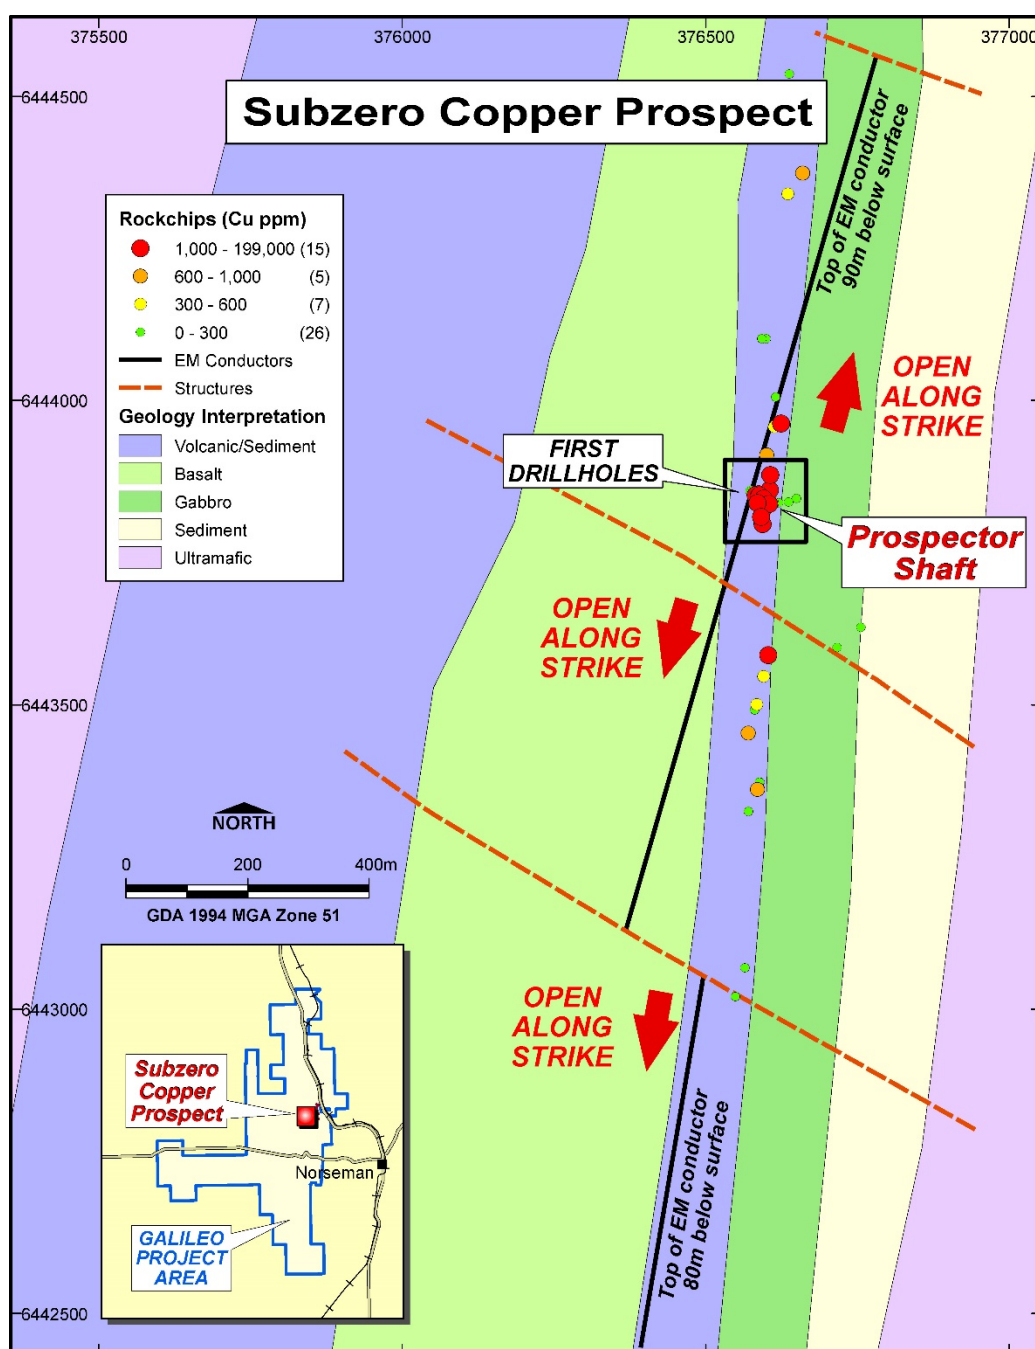 375500
376000
376500
377000
6444500
Subzero Copper Prospect
Top of EM conductor
90m below surface
Rockchips (Cu ppm)
1,000 - 199,000 (15)
600 - 1,000 (5)
300 - 600 (7)
0 - 300 (26)
EM Conductors
Structures
Geology Interpretation
Volcanic/Sediment
Basalt
Gabbro
Sediment
Ultramafic
6444000
OPEN
ALONG
STRIKE
FIRST
DRILLHOLES
Prospector
Shaft
OPEN
ALONG
STRIKE
6443500
NORTH
0 200 400m
GDA 1994 MGA Zone 51
OPEN
ALONG
STRIKE
6443000
Top of EM conductor
80m below surface
Subzero
Copper
Prospect
Norseman
GALILEO
PROJECT
AREA
6442500